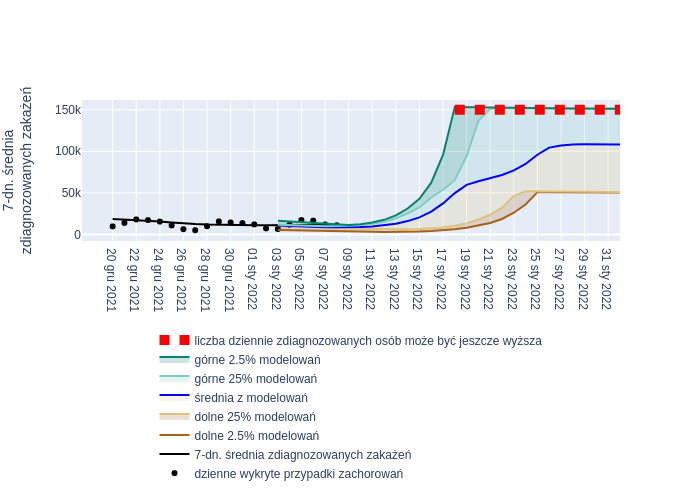 7-dn. średnia
zdiagnozowanych zakażeń
150k
100k
50k
0
20 gru 2021
22 gru 2021
24 gru 2021
26 gru 2021
28 gru 2021
30 gru 2021
01 sty 2022
03 sty 2022
05 sty 2022
07 sty 2022
09 sty 2022
11 sty 2022
13 sty 2022
15 sty 2022
17 sty 2022
19 sty 2022
21 sty 2022
23 sty 2022
25 sty 2022
27 sty 2022
29 sty 2022
31 sty 2022
liczba dziennie zdiagnozowanych osób może być jeszcze wyższa
górne 2.5% modelowań
górne 25% modelowań
średnia z modelowań
dolne 25% modelowań
dolne 2.5% modelowań
7-dn. średnia zdiagnozowanych zakażeń
dzienne wykryte przypadki zachorowań